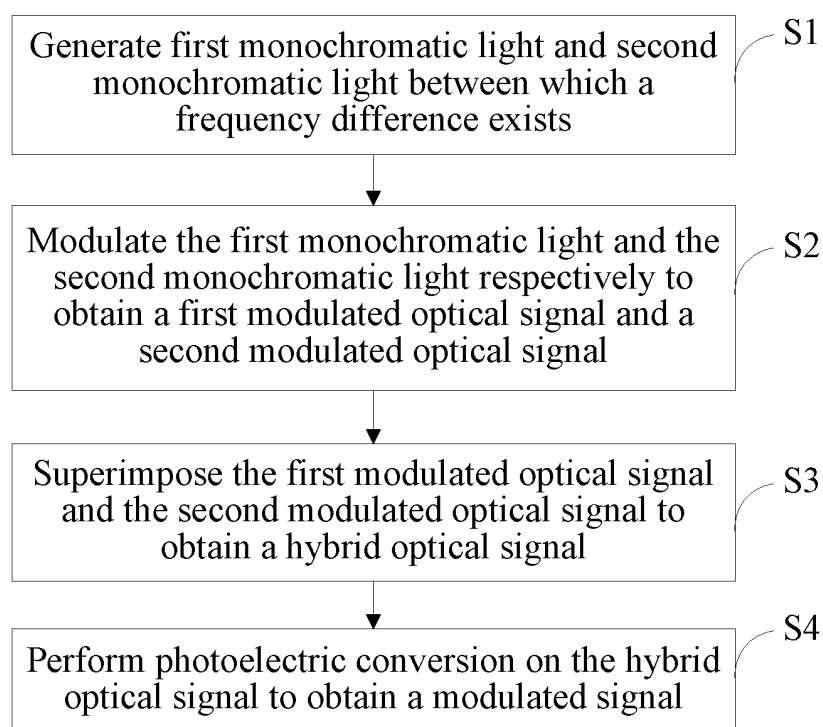 Generate first monochromatic light and second
monochromatic light between which a
frequency difference exists
S1
Modulate the first monochromatic light and the
second monochromatic light respectively to
obtain a first modulated optical signal and a
second modulated optical signal
S2
Superimpose the first modulated optical signal
and the second modulated optical signal to
obtain a hybrid optical signal
S3
Perform photoelectric conversion on the hybrid
optical signal to obtain a modulated signal
S4